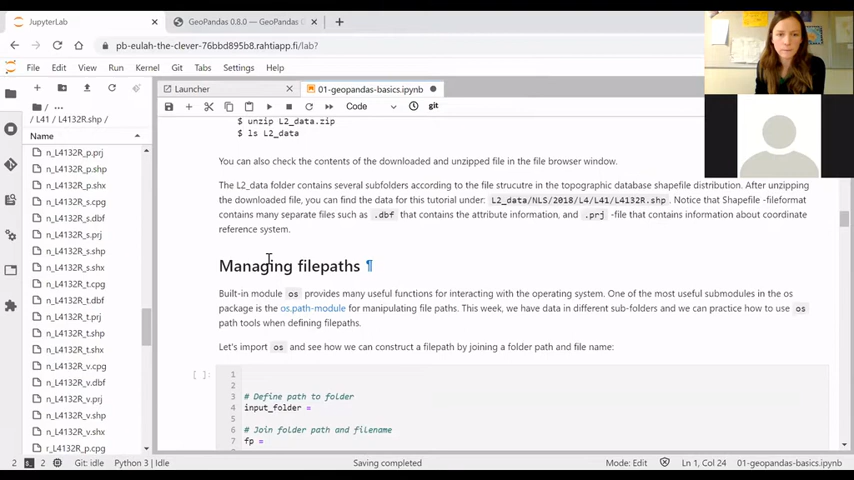 JupyterLab
GeoPandas 0.8.0 — GeoPandas
pb-eulah-the-clever-76bbd895b8.rahtiapp.fi/lab?
File Edit View Run Kernel Git Tabs Settings Help
Launcher
01-geopandas-basics.ipynb
Code
git
/ L41 / L4132R.shp /
Name
n_L4132R_p.prj
n_L4132R_p.shp
n_L4132R_p.shx
n_L4132R_s.cpg
n_L4132R_s.dbf
n_L4132R_s.prj
n_L4132R_s.shp
n_L4132R_s.shx
n_L4132R_t.cpg
n_L4132R_t.dbf
n_L4132R_t.prj
n_L4132R_t.shp
n_L4132R_t.shx
n_L4132R_v.cpg
n_L4132R_v.dbf
n_L4132R_v.prj
n_L4132R_v.shp
n_L4132R_v.shx
r_L4132R_p.cpg
$ unzip L2_data.zip
$ ls L2_data
You can also check the contents of the downloaded and unzipped file in the file browser window.
The L2_data folder contains several subfolders according to the file strucutre in the topographic database shapefile distribution. After unzipping
the downloaded file, you can find the data for this tutorial under: L2_data/NLS/2018/L4/L41/L4132R.shp . Notice that Shapefile -fileformat
contains many separate files such as .dbf that contains the attribute information, and .prj -file that contains information about coordinate
reference system.
Managing filepaths ¶
Built-in module os provides many useful functions for interacting with the operating system. One of the most useful submodules in the os
package is the os.path-module for manipulating file paths. This week, we have data in different sub-folders and we can practice how to use os
path tools when defining filepaths.
Let's import os and see how we can construct a filepath by joining a folder path and file name:
[ ]:
1
2
3 # Define path to folder
4 input_folder =
5
6 # Join folder path and filename
7 fp =
2 2 Git: idle Python 3 | Idle Saving completed Mode: Edit Ln 1, Col 24 01-geopandas-basics.ipynb